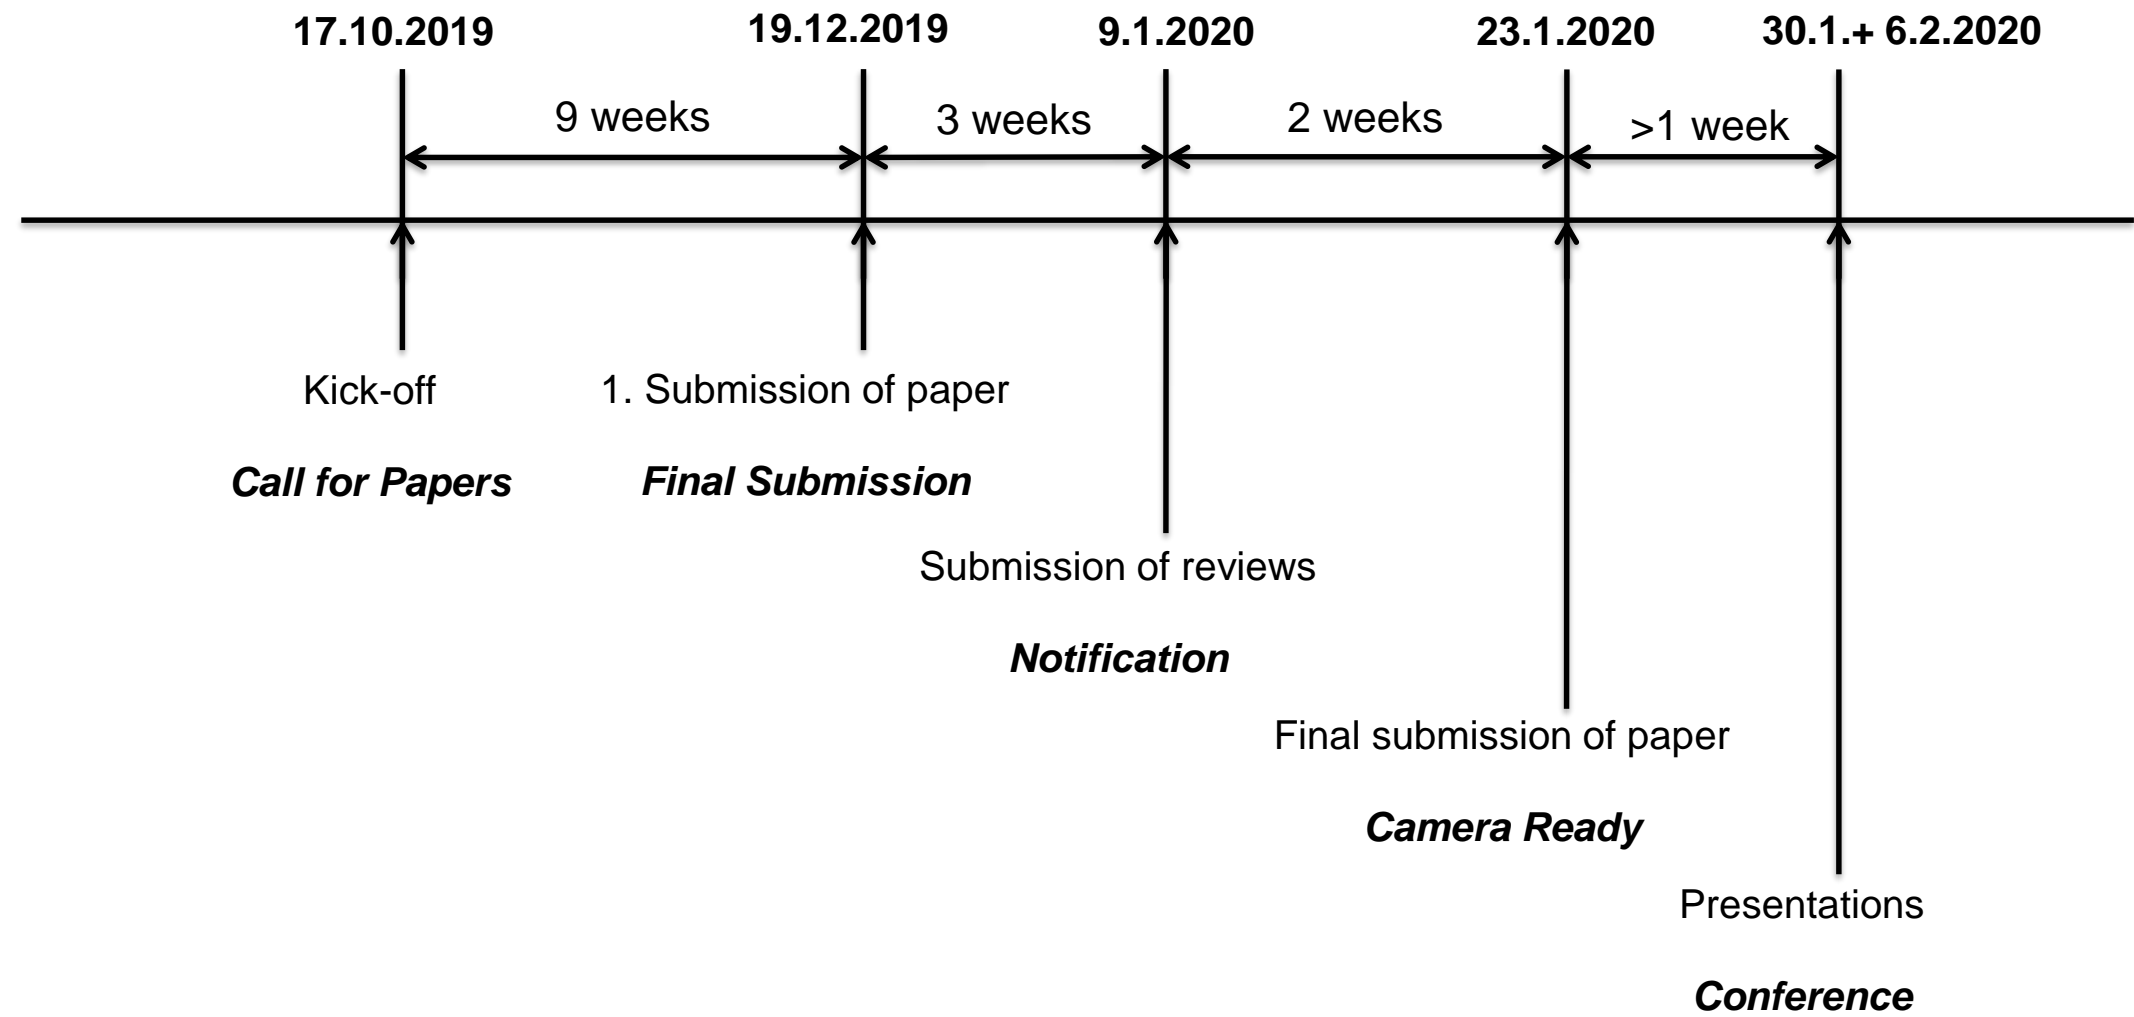 17.10.2019
19.12.2019
9.1.2020
23.1.2020
30.1.+ 6.2.2020
9 weeks
3 weeks
2 weeks
>1 week
Kick-off
Call for Papers
1. Submission of paper
Final Submission
Submission of reviews
Notification
Final submission of paper
Camera Ready
Presentations
Conference